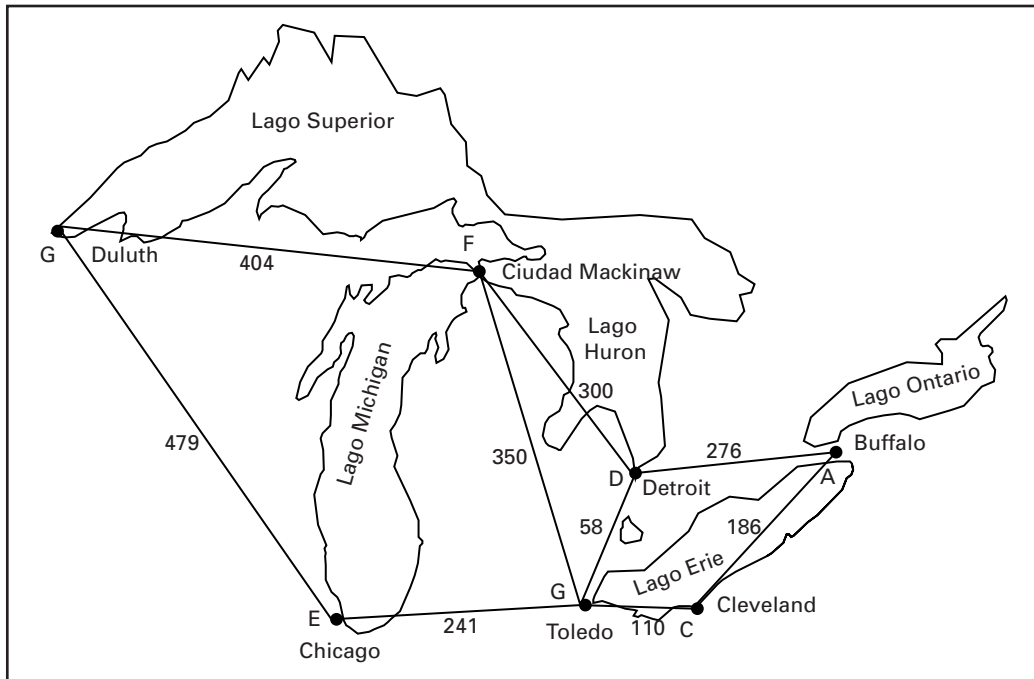 Lago Superior
G
Duluth
404
F
Ciudad Mackinaw
Lago
Huron
Lago Michigan
300
Lago Ontario
479
350
276
Buffalo
A
D
Detroit
58
186
Lago Erie
G
Toledo
110
C
Cleveland
E
Chicago
241